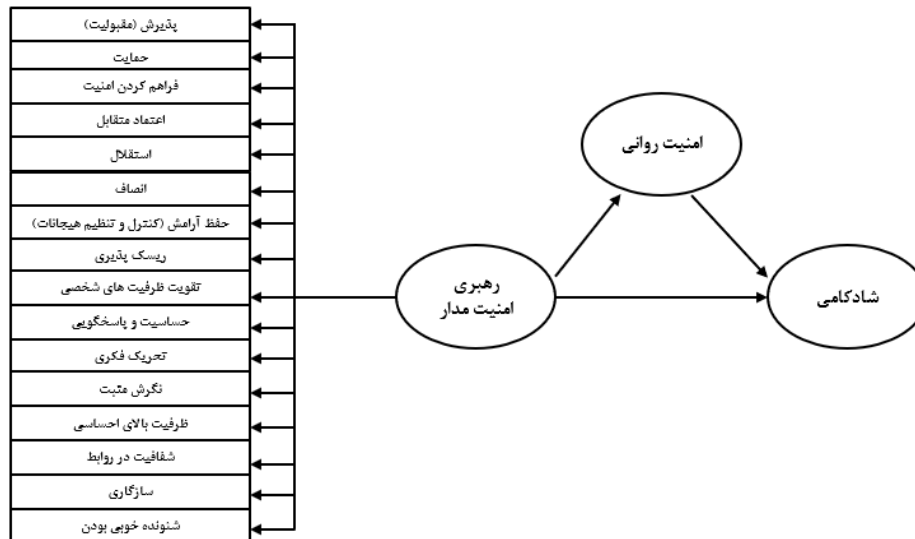 پذیرش (مقبولیت)
حمایت
فراهم کردن امنیت
اعتماد متقابل
استقلال
انصاف
حفظ آرامش (کنترل و تنظیم هیجانات)
ریسک پذیری
تقویت ظرفیت های شخصی
حساسیت و پاسخگویی
تحریک فکری
نگرش مثبت
ظرفیت بالای احساسی
شفافیت در روابط
سازگاری
شنونده خوبی بودن
امنیت روانی
رهبری
امنیت مدار
شادکامی